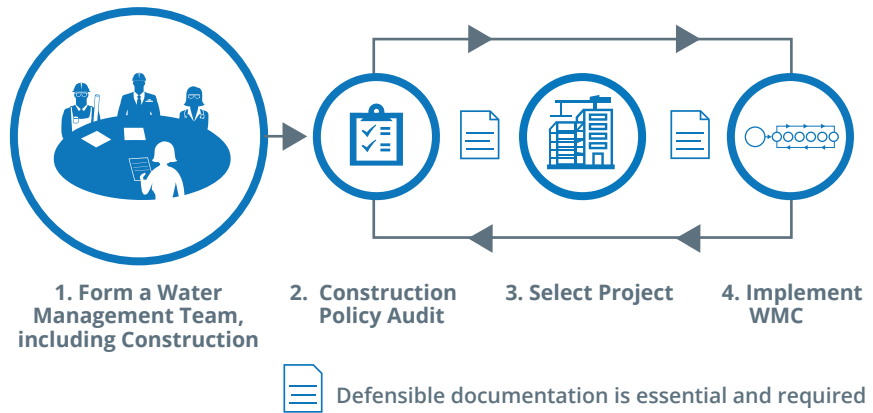 1. Form a Water
Management Team,
including Construction
2. Construction
Policy Audit
3. Select Project
4. Implement
WMC
Defensible documentation is essential and required